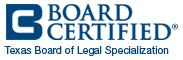 BOARD
CERTIFIED®
Texas Board of Legal Specialization